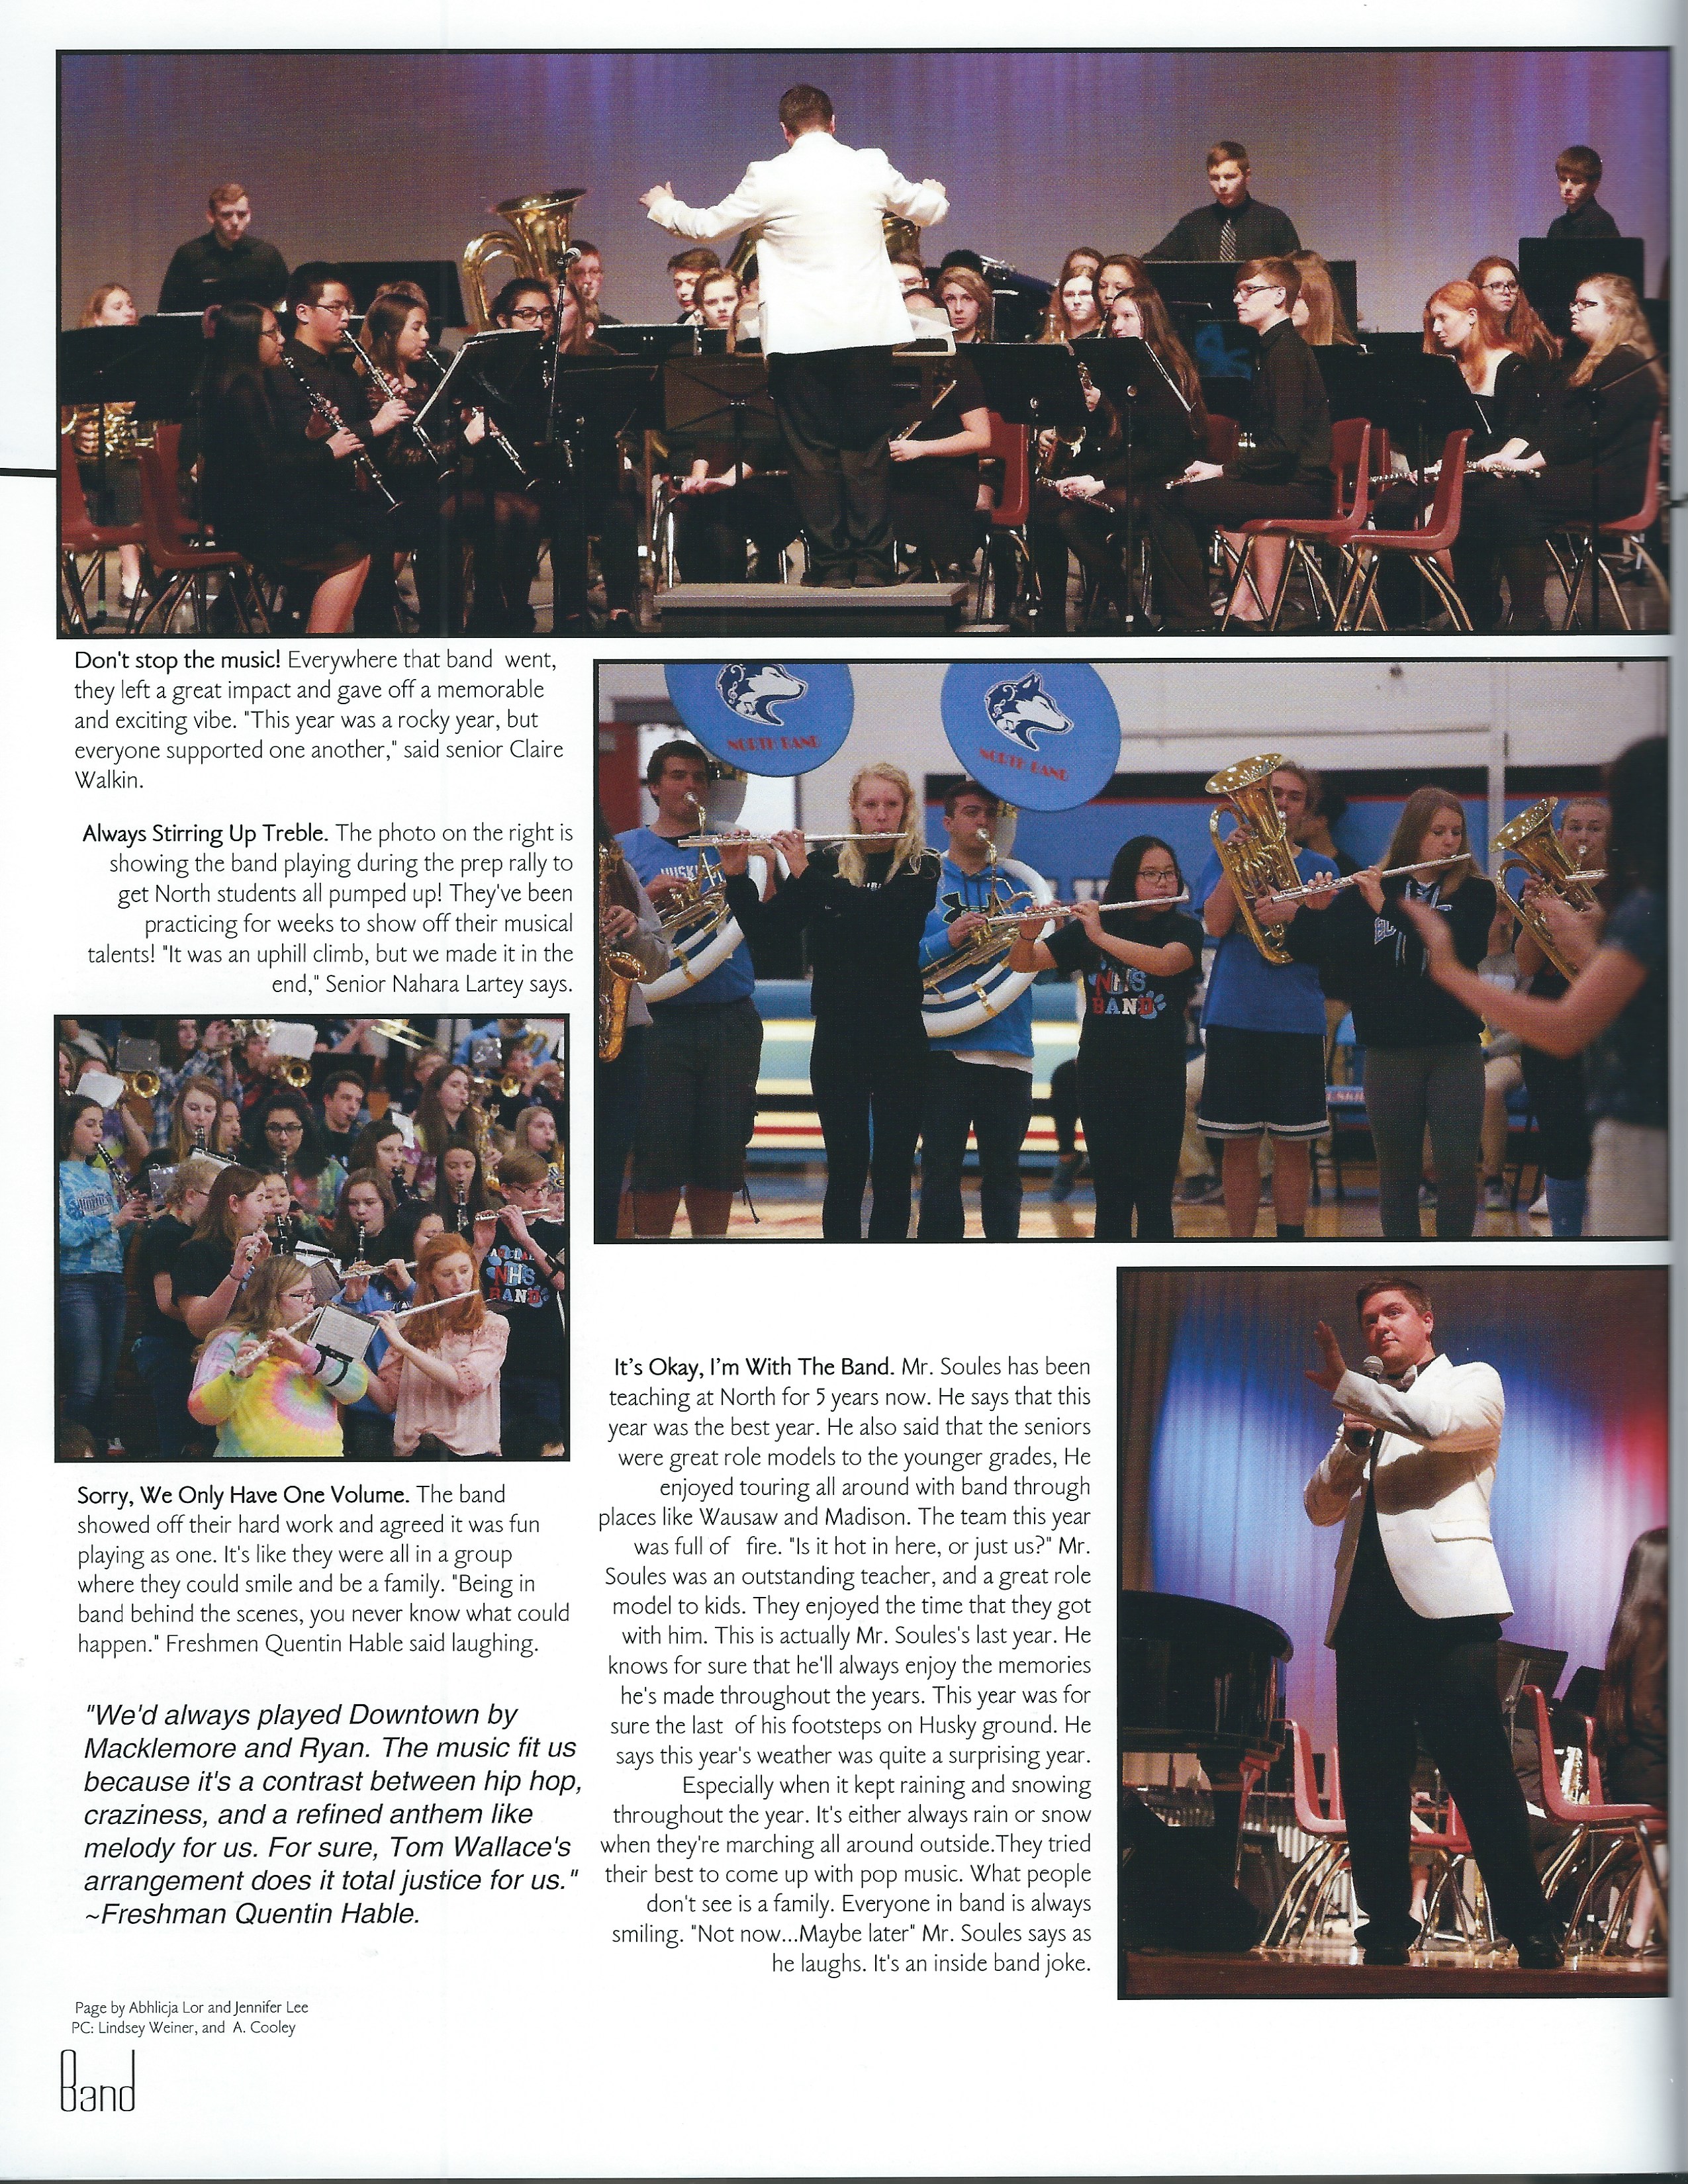 Don't stop the music! Everywhere that band went,
they left a great impact and gave off a memorable
and exciting vibe. "This year was a rocky year, but
everyone supported one another," said senior Claire
Walkin.
Always Stirring Up Treble. The photo on the right is
showing the band playing during the prep rally to
get North students all pumped up! They've been
practicing for weeks to show off their musical
talents! "It was an uphill climb, but we made it in the
end," Senior Nahara Lartey says.
NORTH BAND
NORTH BAND
NHS
BAND
NHS
BAND
Sorry, We Only Have One Volume. The band
showed off their hard work and agreed it was fun
playing as one. It's like they were all in a group
where they could smile and be a family. "Being in
band behind the scenes, you never know what could
happen." Freshmen Quentin Hable said laughing.
"We'd always played Downtown by
Macklemore and Ryan. The music fit us
because it's a contrast between hip hop,
craziness, and a refined anthem like
melody for us. For sure, Tom Wallace's
arrangement does it total justice for us."
~Freshman Quentin Hable.
It's Okay, I'm With The Band. Mr. Soules has been
teaching at North for 5 years now. He says that this
year was the best year. He also said that the seniors
were great role models to the younger grades, He
enjoyed touring all around with band through
places like Wausaw and Madison. The team this year
was full of fire. "Is it hot in here, or just us?" Mr.
Soules was an outstanding teacher, and a great role
model to kids. They enjoyed the time that they got
with him. This is actually Mr. Soules's last year. He
knows for sure that he'll always enjoy the memories
he's made throughout the years. This year was for
sure the last of his footsteps on Husky ground. He
says this year's weather was quite a surprising year.
Especially when it kept raining and snowing
throughout the year. It's either always rain or snow
when they're marching all around outside.They tried
their best to come up with pop music. What people
don't see is a family. Everyone in band is always
smiling. "Not now...Maybe later" Mr. Soules says as
he laughs. It's an inside band joke.
Page by Abhlicja Lor and Jennifer Lee
PC: Lindsey Weiner, and A. Cooley
Band